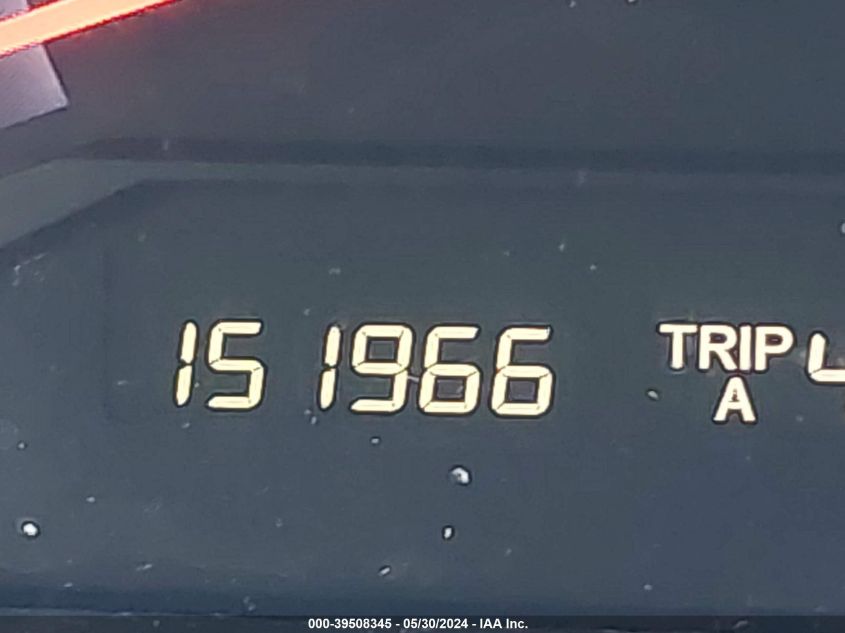 151966 TRIP
A
000-39508345 - 05/30/2024 - IAA Inc.